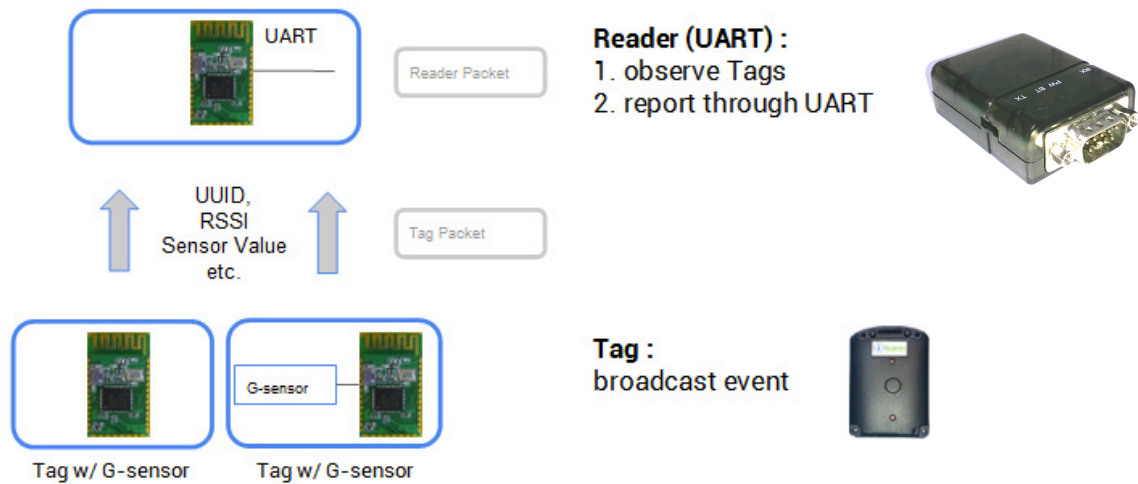 UART
Reader Packet
Reader (UART) :
1. observe Tags
2. report through UART
RX
PW BT TX
UUID,
RSSI
Sensor Value
etc.
Tag Packet
G-sensor
Tag :
broadcast event
Tag w/ G-sensor
Tag w/ G-sensor